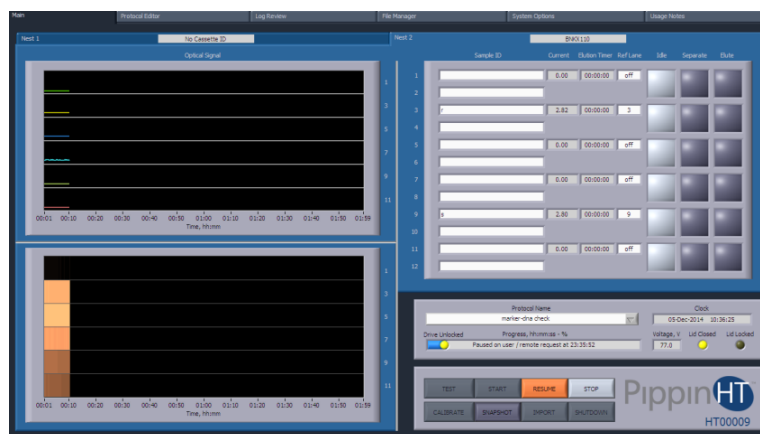 Main Protocol Editor Log Review File Manager System Options Usage Notes
Nest 1 No Cassette ID Nest 2 BNKX110
Optical Signal
Sample ID Current Elution Timer Ref Lane Idle Separate Elute
1 1 0.00 00:00:00 off
2
3 3 r 2.82 00:00:00 3
4
5 5 0.00 00:00:00 off
6
7 7 0.00 00:00:00 off
8
9 9 s 2.80 00:00:00 9
10
11 11 0.00 00:00:00 off
12
00:01 00:10 00:20 00:30 00:40 00:50 01:00 01:10 01:20 01:30 01:40 01:50 01:59
Time, hh:mm
1
3
5
7
9
11
00:01 00:10 00:20 00:30 00:40 00:50 01:00 01:10 01:20 01:30 01:40 01:50 01:59
Time, hh:mm
Protocol Name Clock
marker-dna check 05-Dec-2014 10:36:25
Drive Unlocked Progress, hh:mm:ss - % Voltage, V Lid Closed Lid Locked
Paused on user / remote request at 23:35:52 77.0
TEST START RESUME STOP
CALIBRATE SNAPSHOT IMPORT SHUTDOWN
PippinHT
HT00009